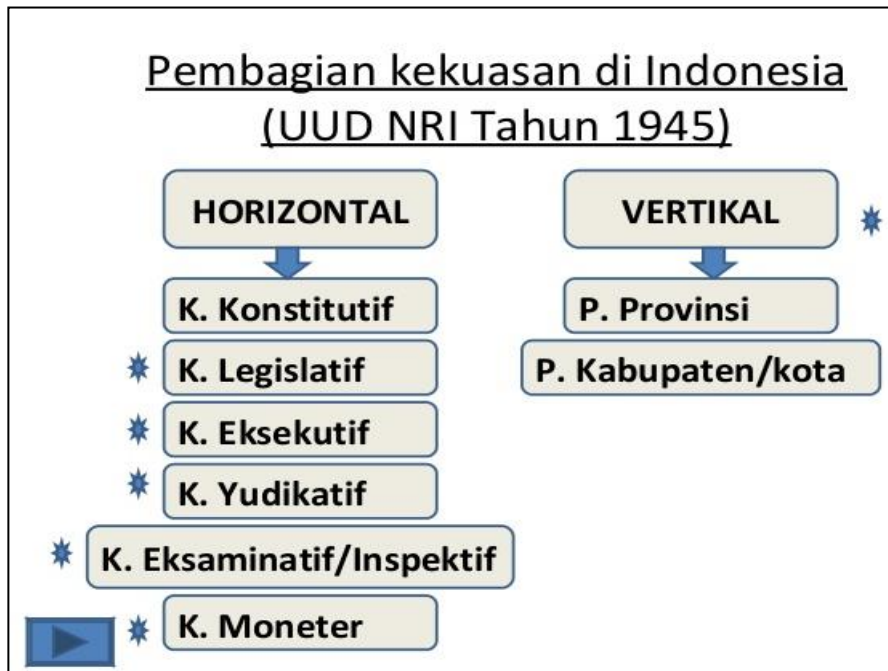 Pembagian kekuasan di Indonesia
(UUD NRI Tahun 1945)
HORIZONTAL
K. Konstitutif
K. Legislatif
K. Eksekutif
K. Yudikatif
K. Eksaminatif/Inspektif
K. Moneter
VERTIKAL
P. Provinsi
P. Kabupaten/kota